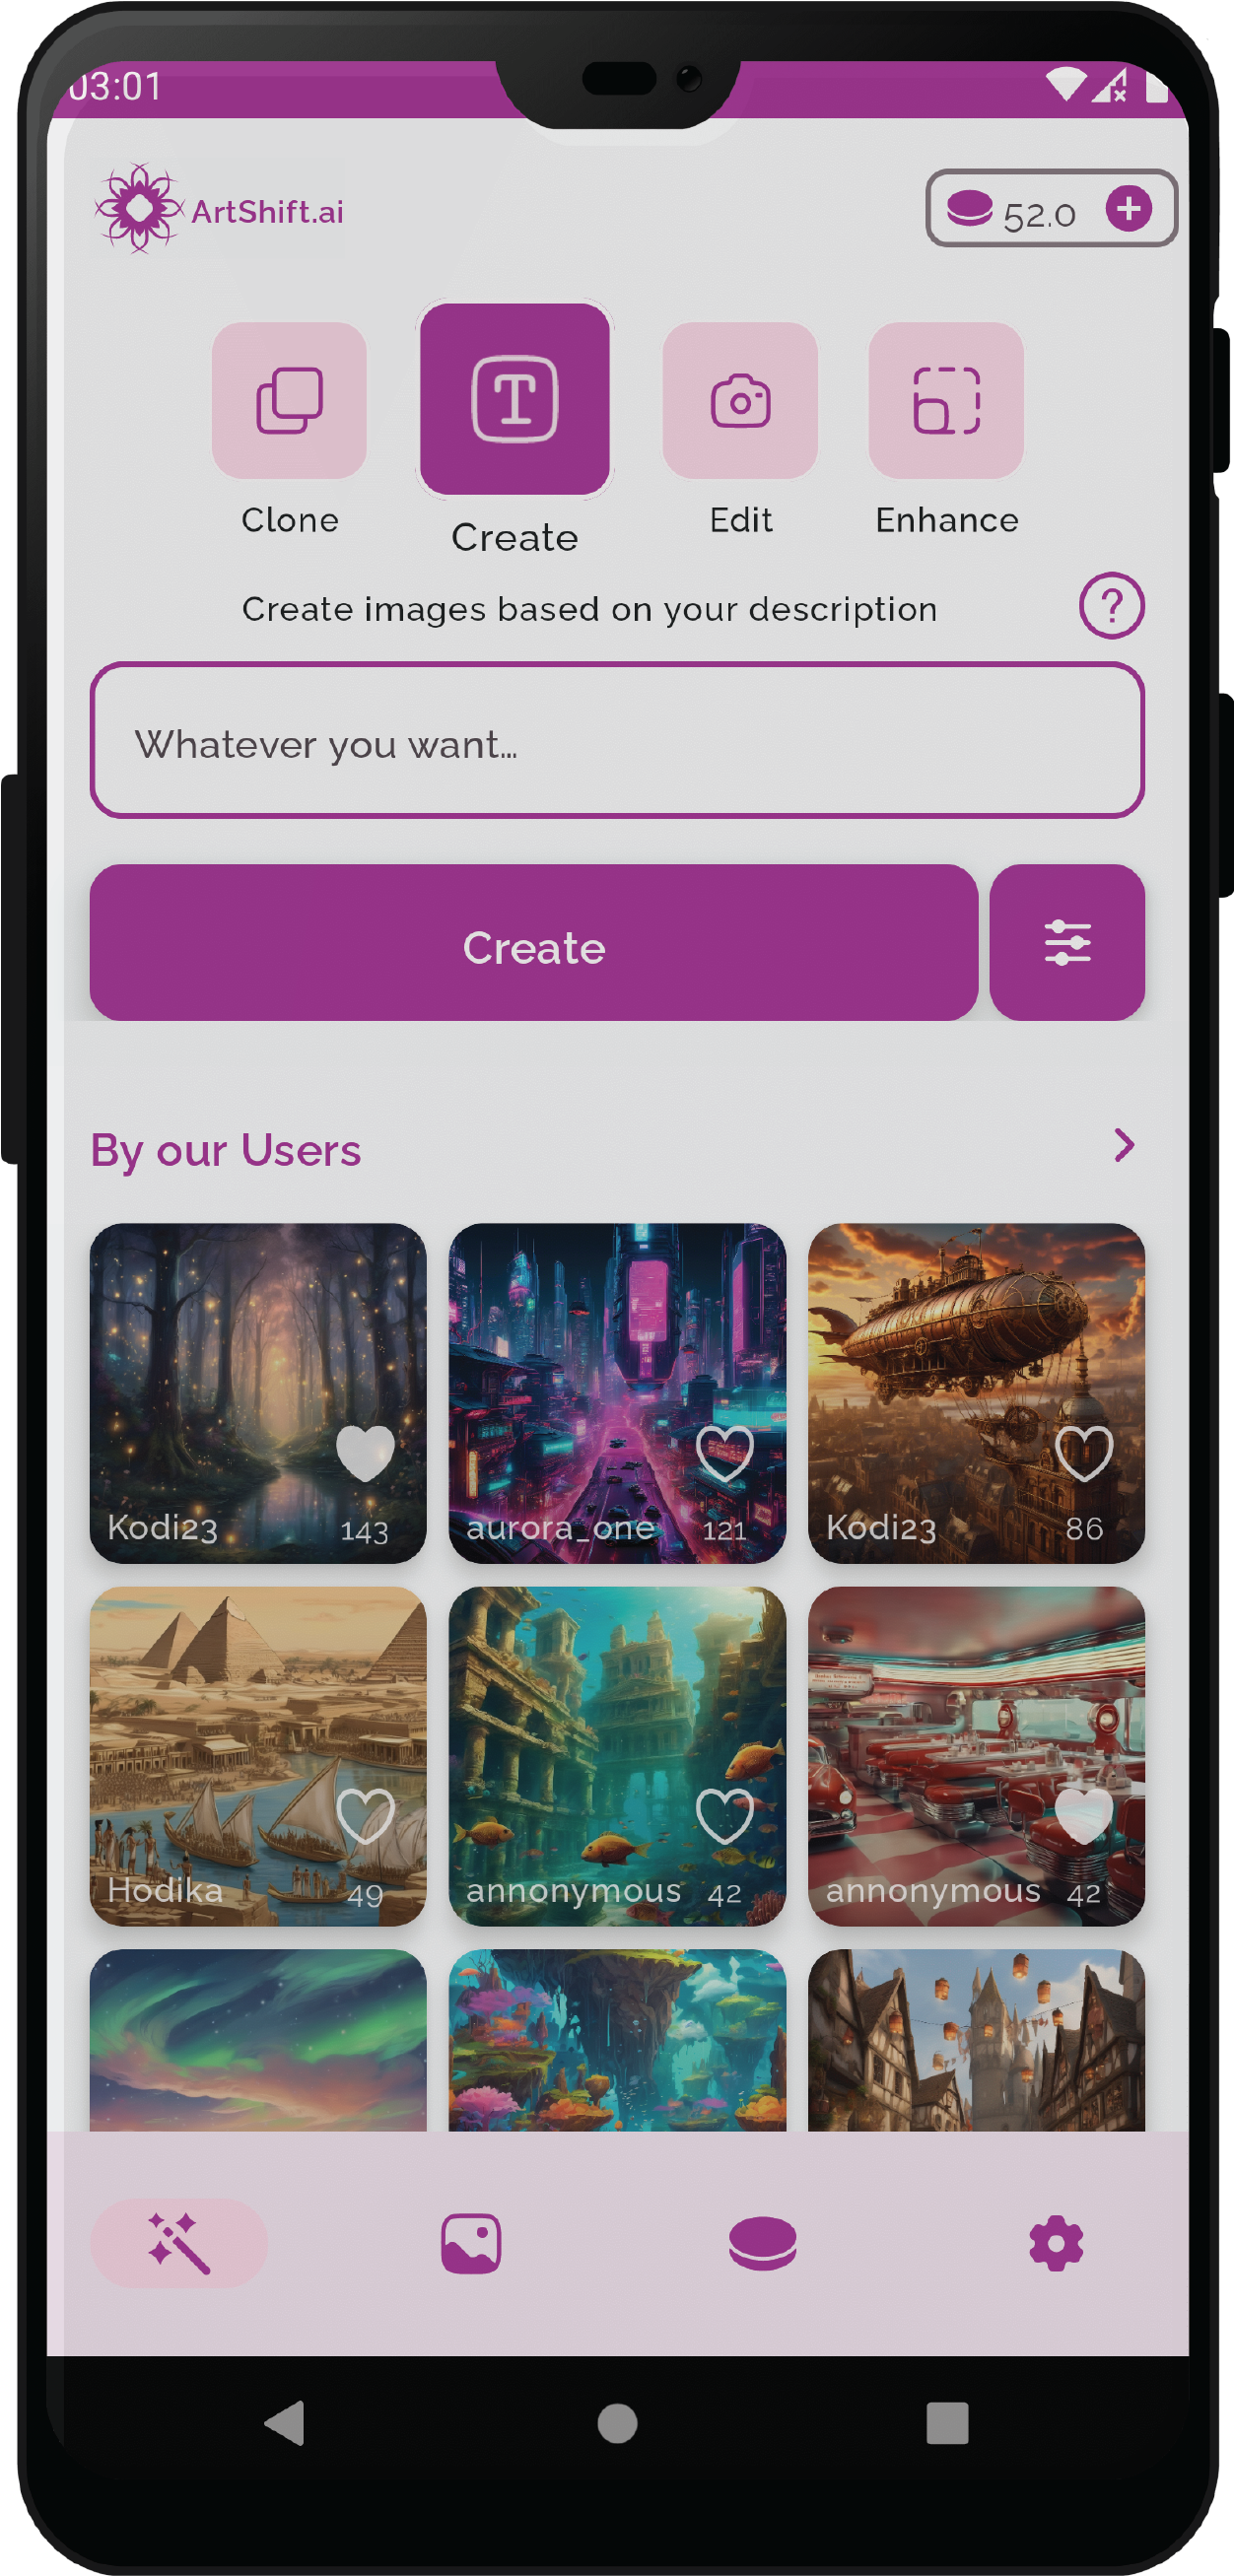 03:01
ArtShift.ai
52.0
Clone
Create
Edit
Enhance
Create images based on your description
?
Whatever you want...
Create
By our Users
Kodi23 143
aurora_one 121
Kodi23 86
Hodika 49
annonymous 42
annonymous 42